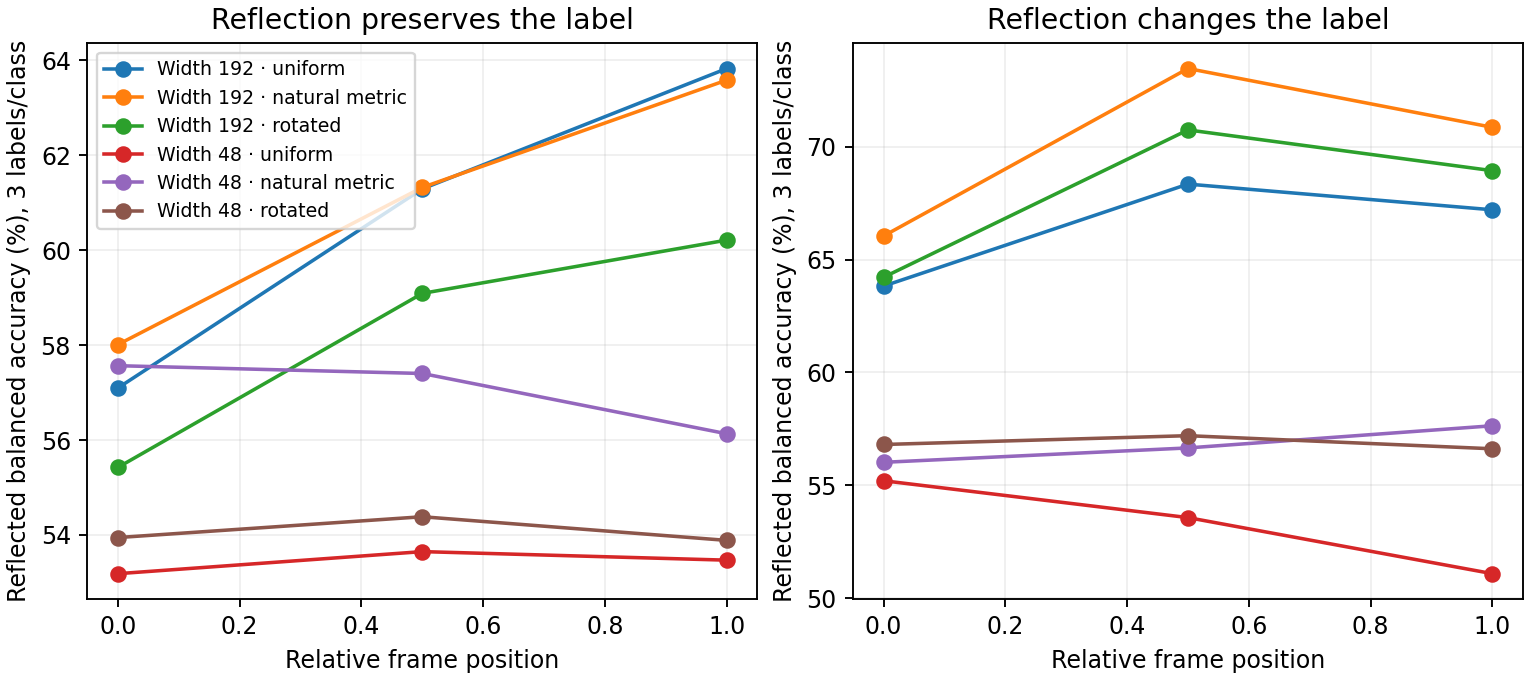 Reflection preserves the label
Reflected balanced accuracy (%), 3 labels/class
64
62
60
58
56
54
Width 192 · uniform
Width 192 · natural metric
Width 192 · rotated
Width 48 · uniform
Width 48 · natural metric
Width 48 · rotated
0.0 0.2 0.4 0.6 0.8 1.0
Relative frame position
Reflection changes the label
Reflected balanced accuracy (%), 3 labels/class
70
65
60
55
50
0.0 0.2 0.4 0.6 0.8 1.0
Relative frame position